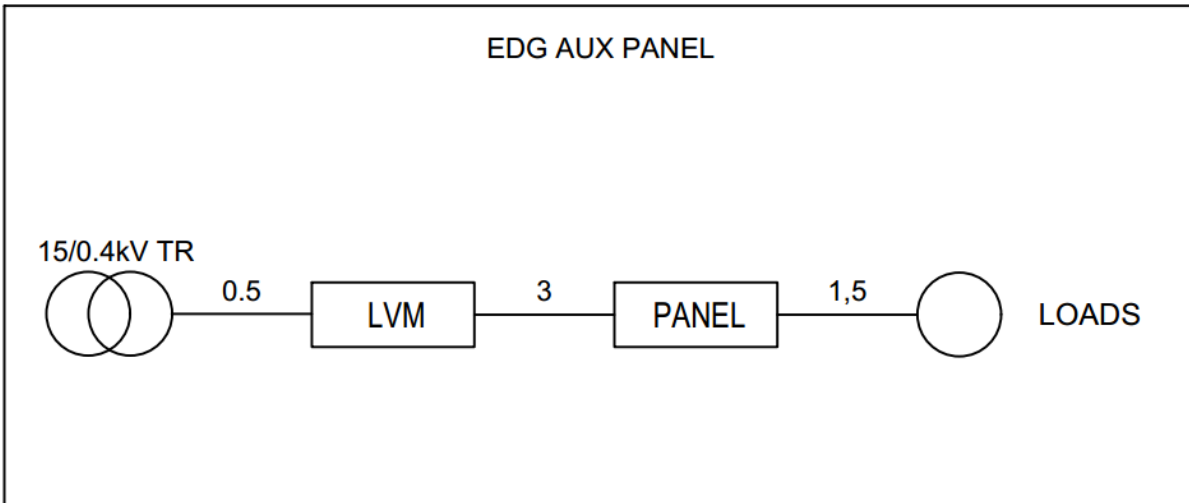 EDG AUX PANEL
15/0.4kV TR
0.5
LVM
3
PANEL
1,5
LOADS